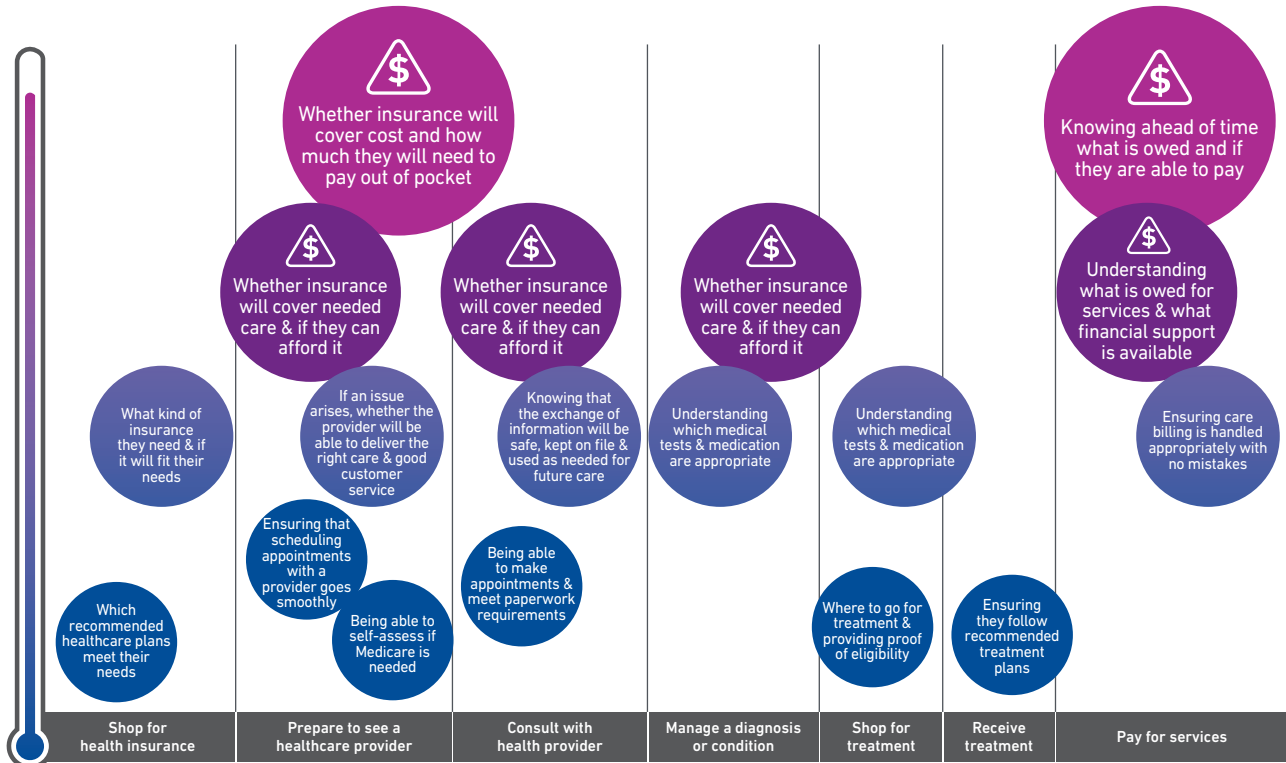 $
Whether insurance will
cover cost and how
much they will need to
pay out of pocket
$
Knowing ahead of time
what is owed and if
they are able to pay
$
Whether insurance
will cover needed
care & if they can
afford it
$
Whether insurance
will cover needed
care & if they can
afford it
$
Whether insurance
will cover needed
care & if they can
afford it
$
Understanding
what is owed for
services & what
financial support
is available
What kind of
insurance
they need & if
it will fit their
needs
If an issue
arises, whether the
provider will be
able to deliver the
right care & good
customer
service
Knowing that
the exchange of
information will be
safe, kept on file &
used as needed for
future care
Understanding
which medical
tests & medication
are appropriate
Understanding
which medical
tests & medication
are appropriate
Ensuring care
billing is handled
appropriately with
no mistakes
Which
recommended
healthcare plans
meet their
needs
Ensuring that
scheduling
appointments
with a
provider goes
smoothly
Being able to
self-assess if
Medicare is
needed
Being able
to make
appointments &
meet paperwork
requirements
Where to go for
treatment &
providing proof
of eligibility
Ensuring
they follow
recommended
treatment
plans
Shop for
health insurance
Prepare to see a
healthcare provider
Consult with
health provider
Manage a diagnosis
or condition
Shop for
treatment
Receive
treatment
Pay for services